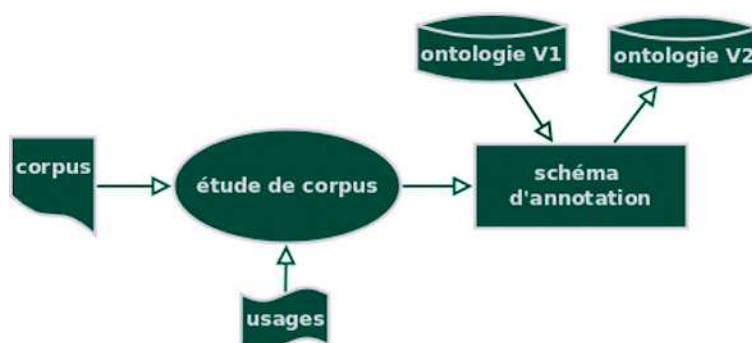 ontologie V1
ontologie V2
corpus
étude de corpus
schéma
d'annotation
usages